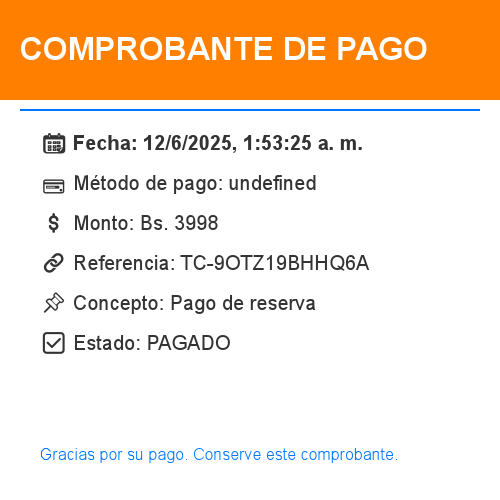 COMPROBANTE DE PAGO
Fecha: 12/6/2025, 1:53:25 a. m.
Método de pago: undefined
Monto: Bs. 3998
Referencia: TC-9OTZ19BHHQ6A
Concepto: Pago de reserva
Estado: PAGADO
Gracias por su pago. Conserve este comprobante.